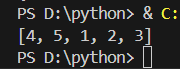 PS D:\python> & C:
[4, 5, 1, 2, 3]
PS D:\python>